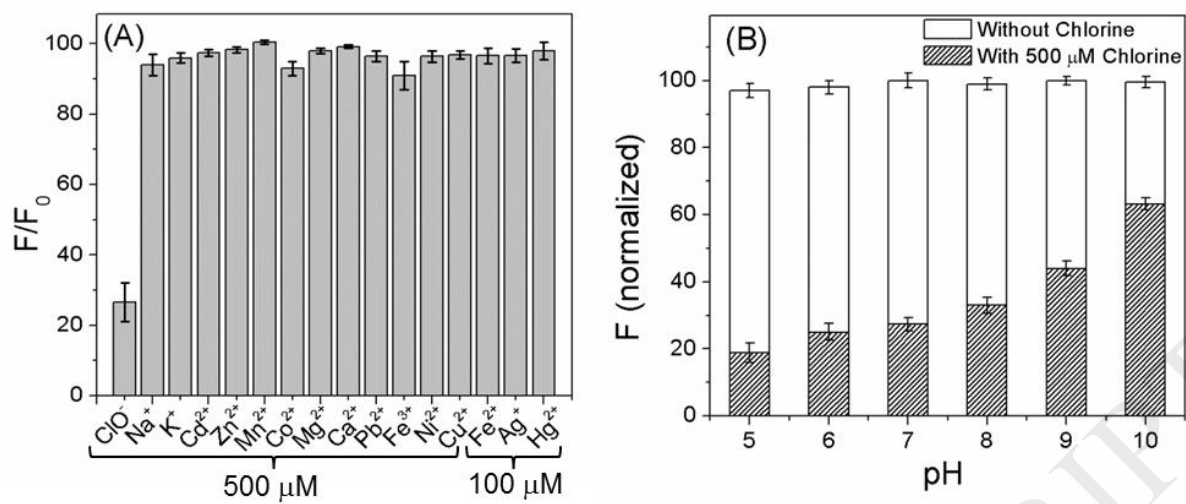 (A)
F/F₀
100
80
60
40
20
0
ClO⁻ Na⁺ K⁺ Cd²⁺ Zn²⁺ Mn²⁺ Co²⁺ Mg²⁺ Ca²⁺ Pb²⁺ Fe³⁺ Ni²⁺ Cu²⁺ Fe²⁺ Ag⁺ Hg²⁺
500 μM 100 μM
(B)
Without Chlorine
With 500 μM Chlorine
F (normalized)
100
80
60
40
20
0
5 6 7 8 9 10
pH